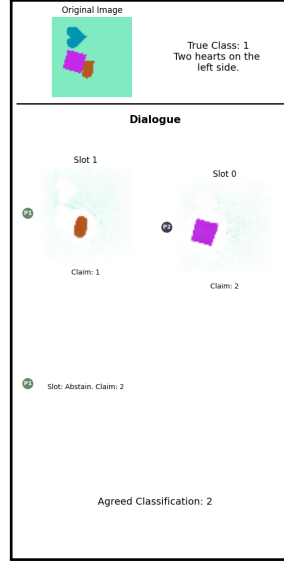 Original Image
True Class: 1
Two hearts on the
left side.
Dialogue
Slot 1
Slot 0
P1
P2
Claim: 1
Claim: 2
P1
Slot: Abstain. Claim: 2
Agreed Classification: 2